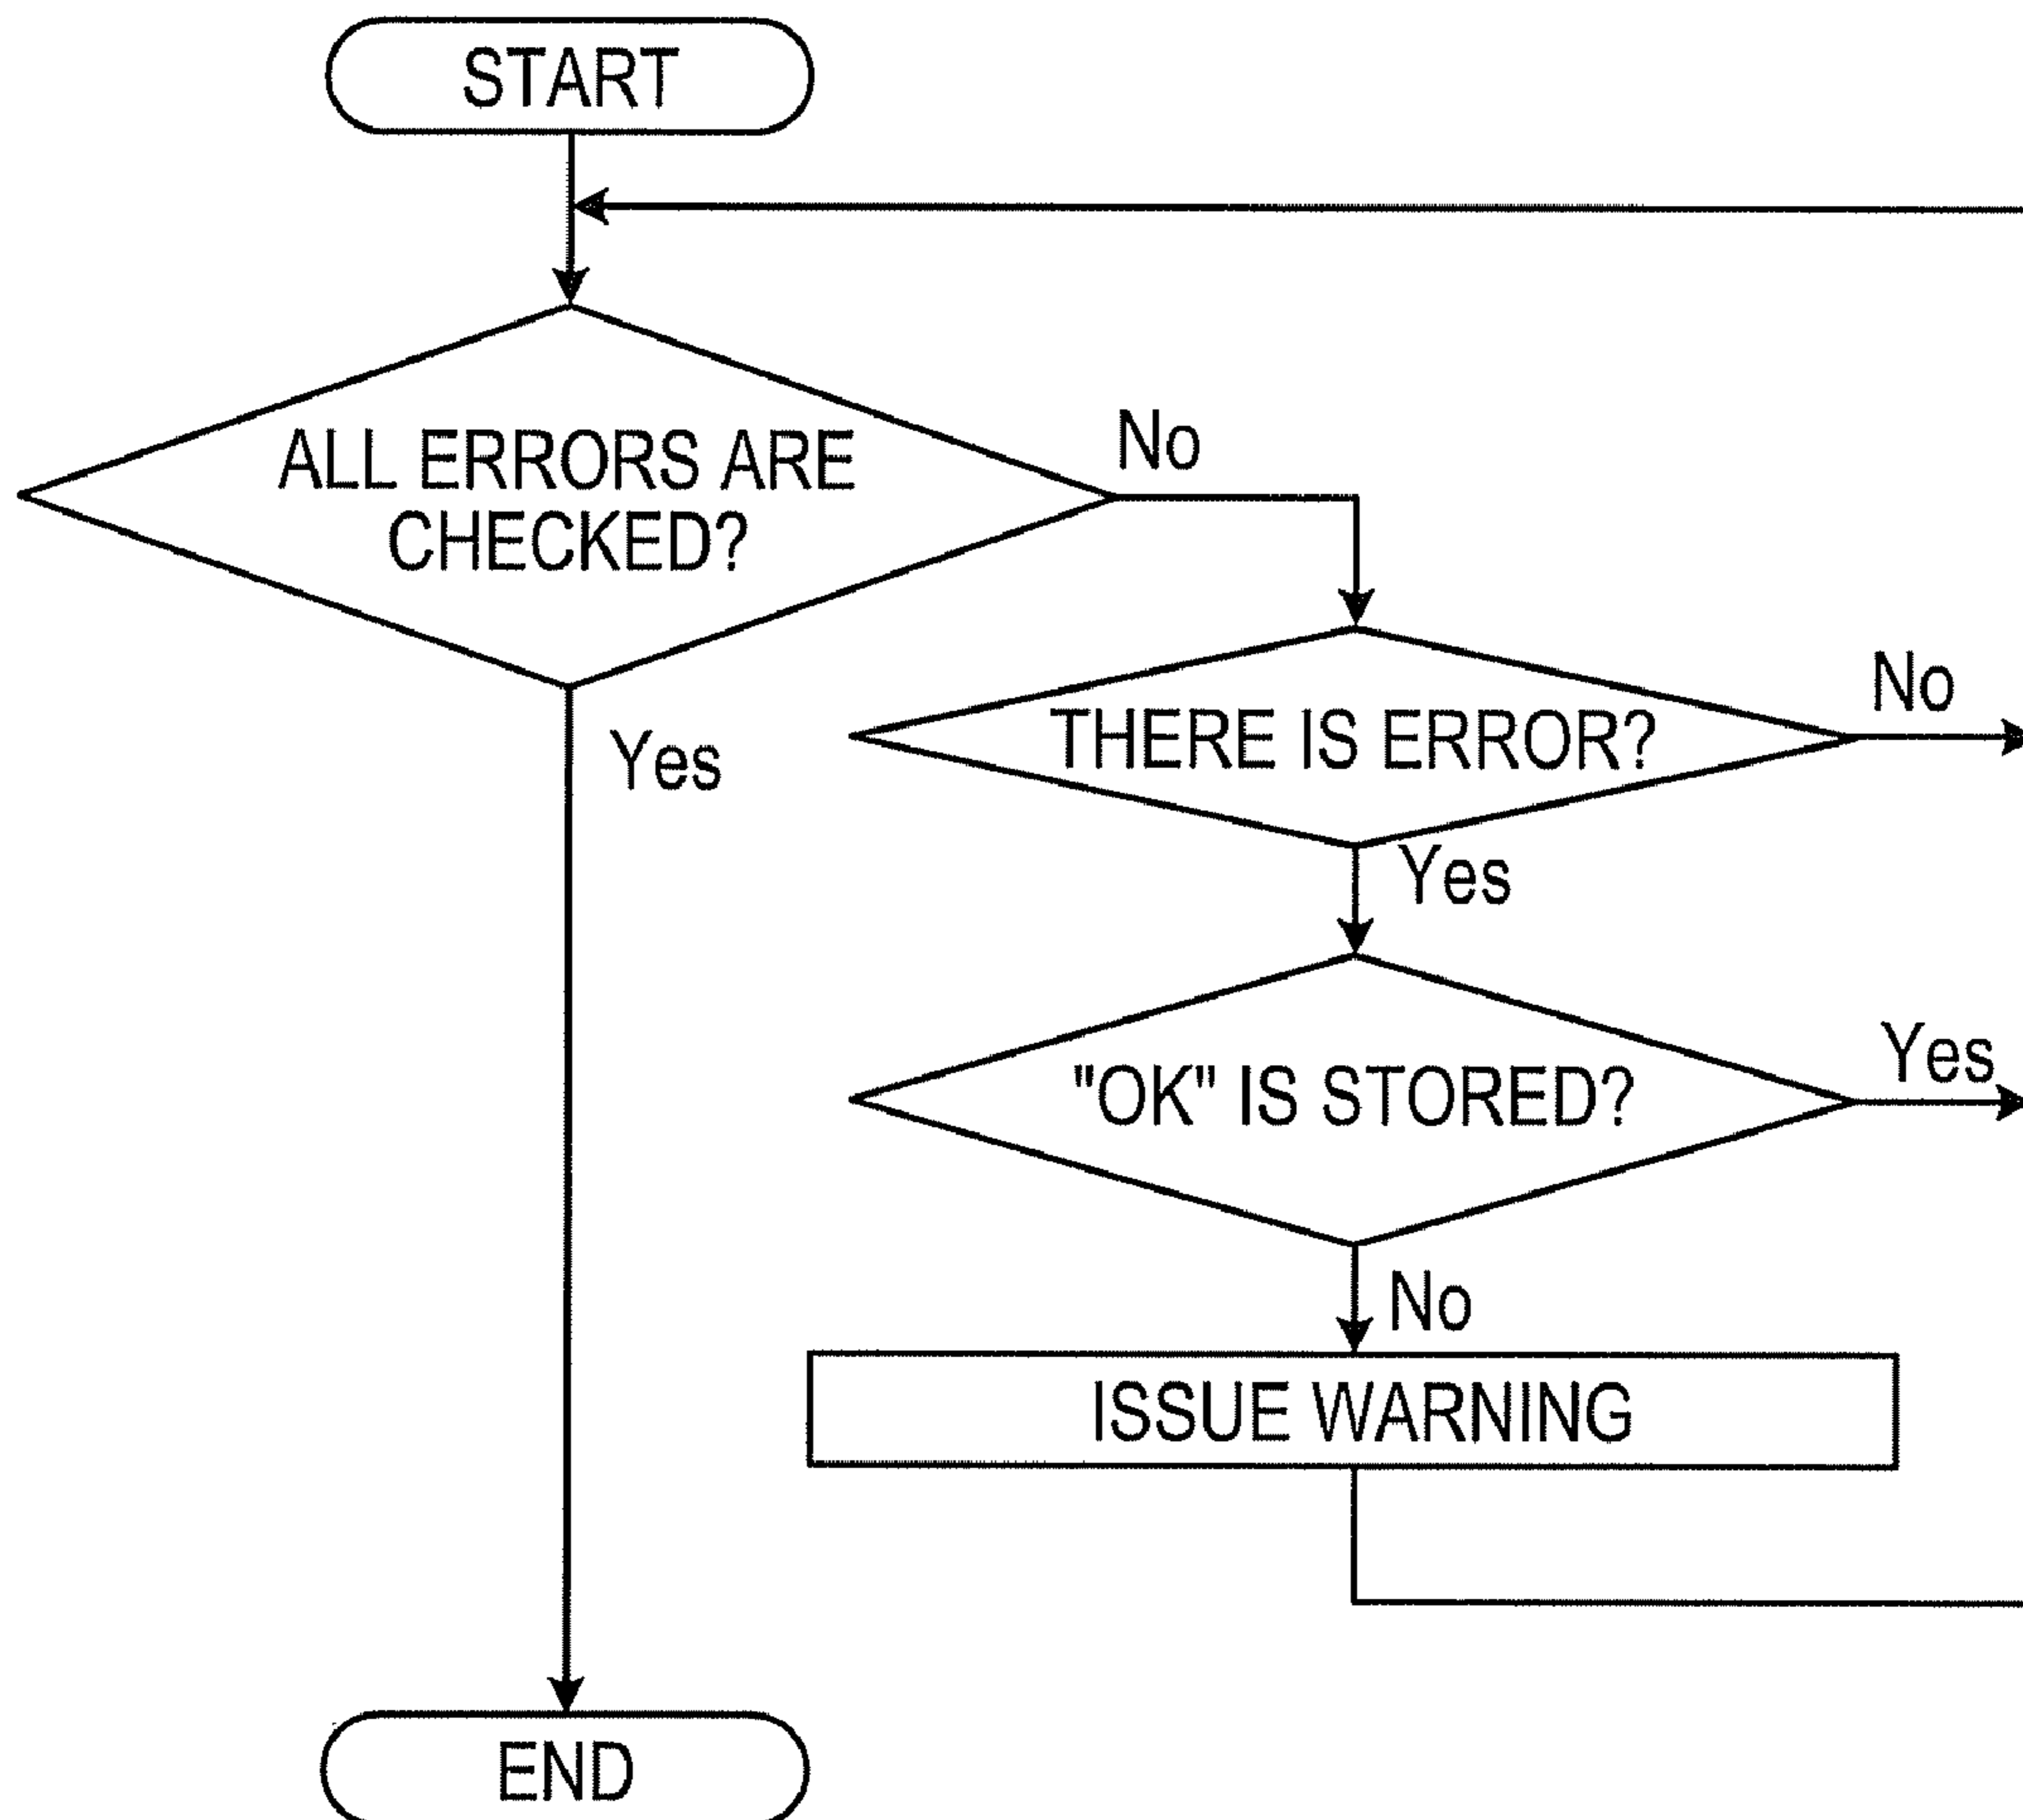 START
ALL ERRORS ARE
CHECKED?
No
Yes
THERE IS ERROR?
No
Yes
"OK" IS STORED?
Yes
No
ISSUE WARNING
END